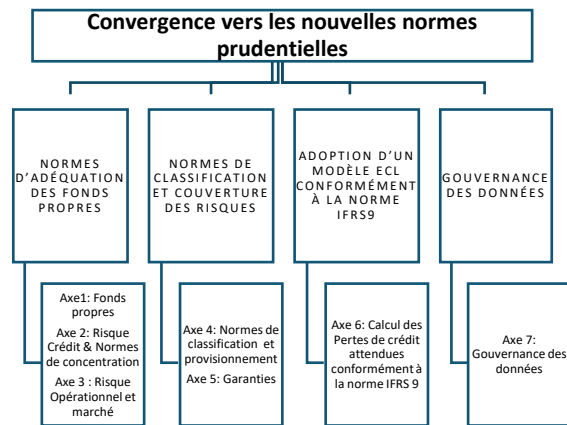 Convergence vers les nouvelles normes
prudentielles
NORMES
D'ADÉQUATION
DES FONDS
PROPRES
NORMES DE
CLASSIFICATION
ET COUVERTURE
DES RISQUES
ADOPTION D'UN
MODÈLE ECL
CONFORMÉMENT
À LA NORME
IFRS9
GOUVERNANCE
DES DONNÉES
Axe1: Fonds
propres
Axe 2: Risque
Crédit & Normes
de concentration
Axe 3 : Risque
Opérationnel et
marché
Axe 4: Normes de
classification et
provisionnement
Axe 5: Garanties
Axe 6: Calcul des
Pertes de crédit
attendues
conformément à
la norme IFRS 9
Axe 7:
Gouvernance des
données